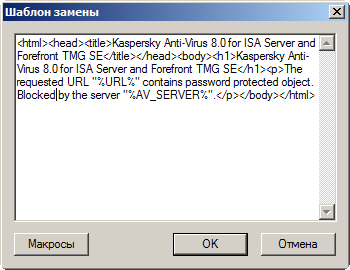 Шаблон замены
<html><head><title>Kaspersky Anti-Virus 8.0 for ISA Server and
Forefront TMG SE</title></head><body><h1>Kaspersky Anti-
Virus 8.0 for ISA Server and Forefront TMG SE</h1><p>The
requested URL "%URL%" contains password protected object.
Blocked by the server "%AV_SERVER%".</p></body></html>
Макросы OK Отмена